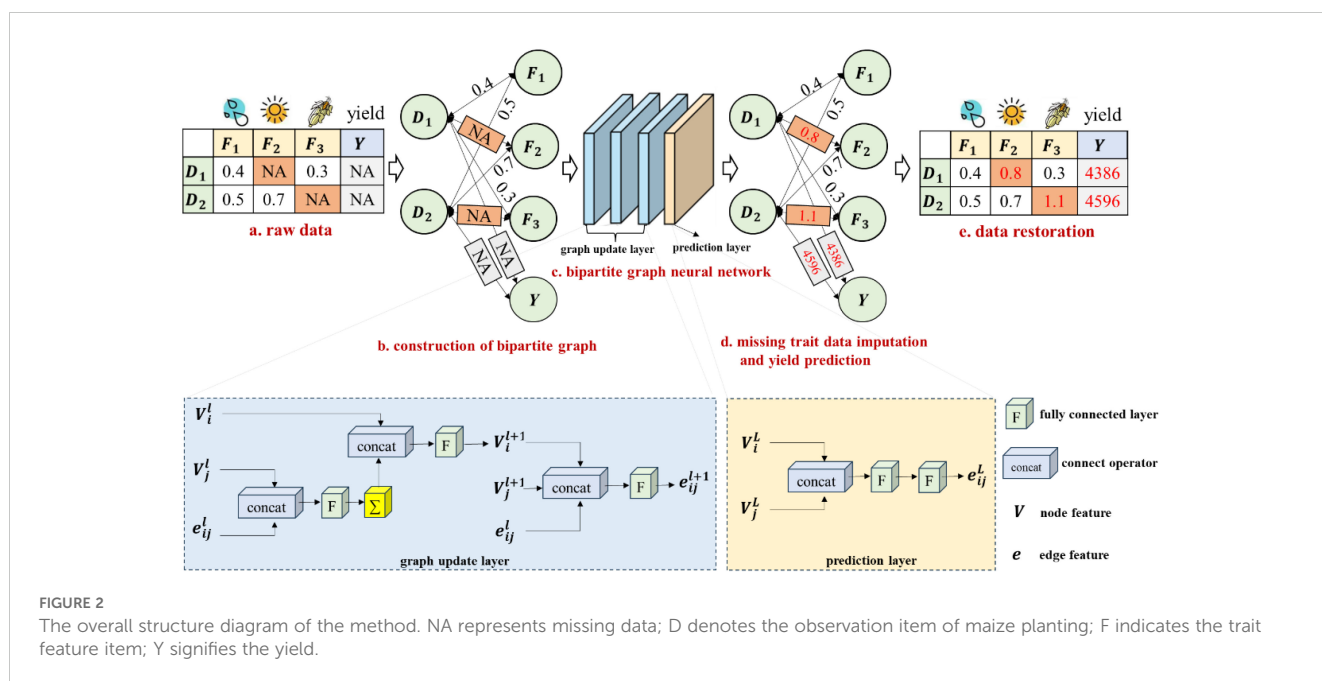 yield
F₁ F₂ F₃ Y
D₁ 0.4 NA 0.3 NA
D₂ 0.5 0.7 NA NA
a. raw data
F₁
0.4
0.5
D₁
NA
F₂
0.7
0.3
D₂
NA
F₃
NA
NA
Y
b. construction of bipartite graph
graph update layer
prediction layer
c. bipartite graph neural network
F₁
0.4
0.5
D₁
0.8
F₂
0.7
0.3
D₂
1.1
F₃
4596
4386
Y
d. missing trait data imputation
and yield prediction
yield
F₁ F₂ F₃ Y
D₁ 0.4 0.8 0.3 4386
D₂ 0.5 0.7 1.1 4596
e. data restoration
V_i^l
concat
F
V_i^{l+1}
V_j^l
concat
F
Σ
e_{ij}^l
V_j^{l+1}
concat
F
e_{ij}^{l+1}
e_{ij}^l
graph update layer
V_i^L
concat
F
F
e_{ij}^L
V_j^L
prediction layer
F fully connected layer
concat connect operator
V node feature
e edge feature
FIGURE 2
The overall structure diagram of the method. NA represents missing data; D denotes the observation item of maize planting; F indicates the trait
feature item; Y signifies the yield.